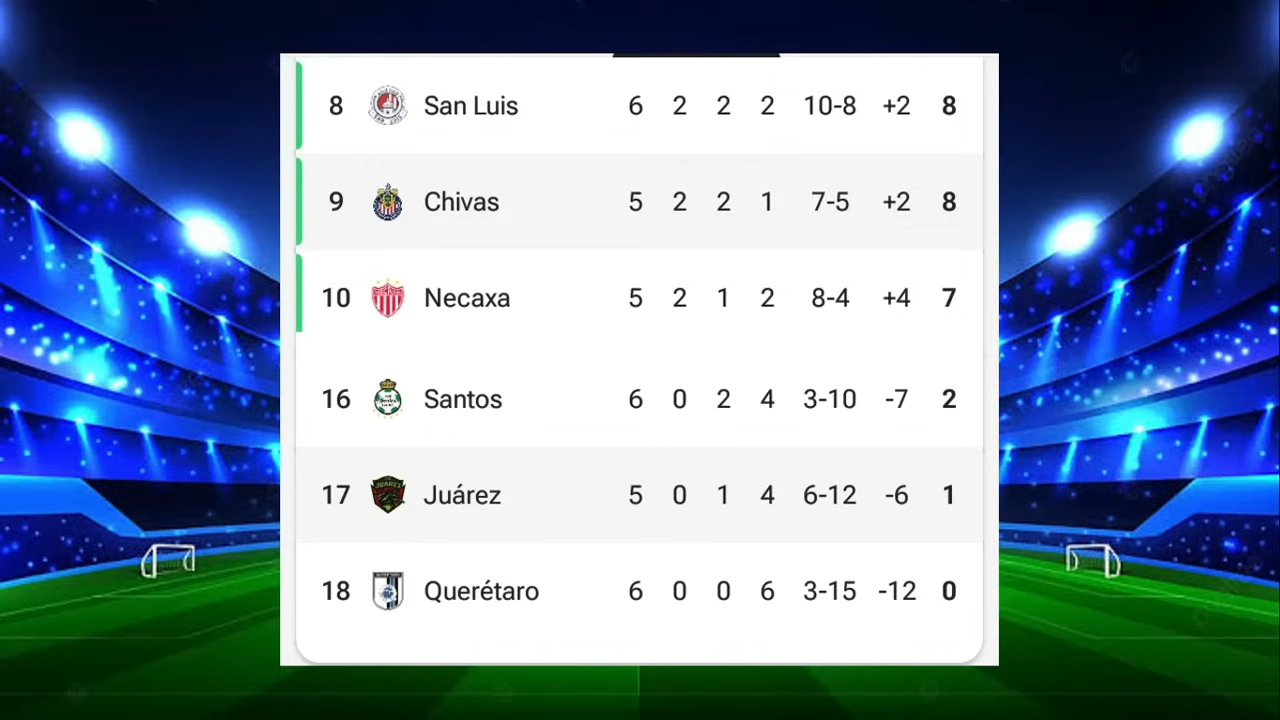 8 San Luis 6 2 2 2 10-8 +2 8
9 Chivas 5 2 2 1 7-5 +2 8
10 Necaxa 5 2 1 2 8-4 +4 7
16 Santos 6 0 2 4 3-10 -7 2
17 Juárez 5 0 1 4 6-12 -6 1
18 Querétaro 6 0 0 6 3-15 -12 0